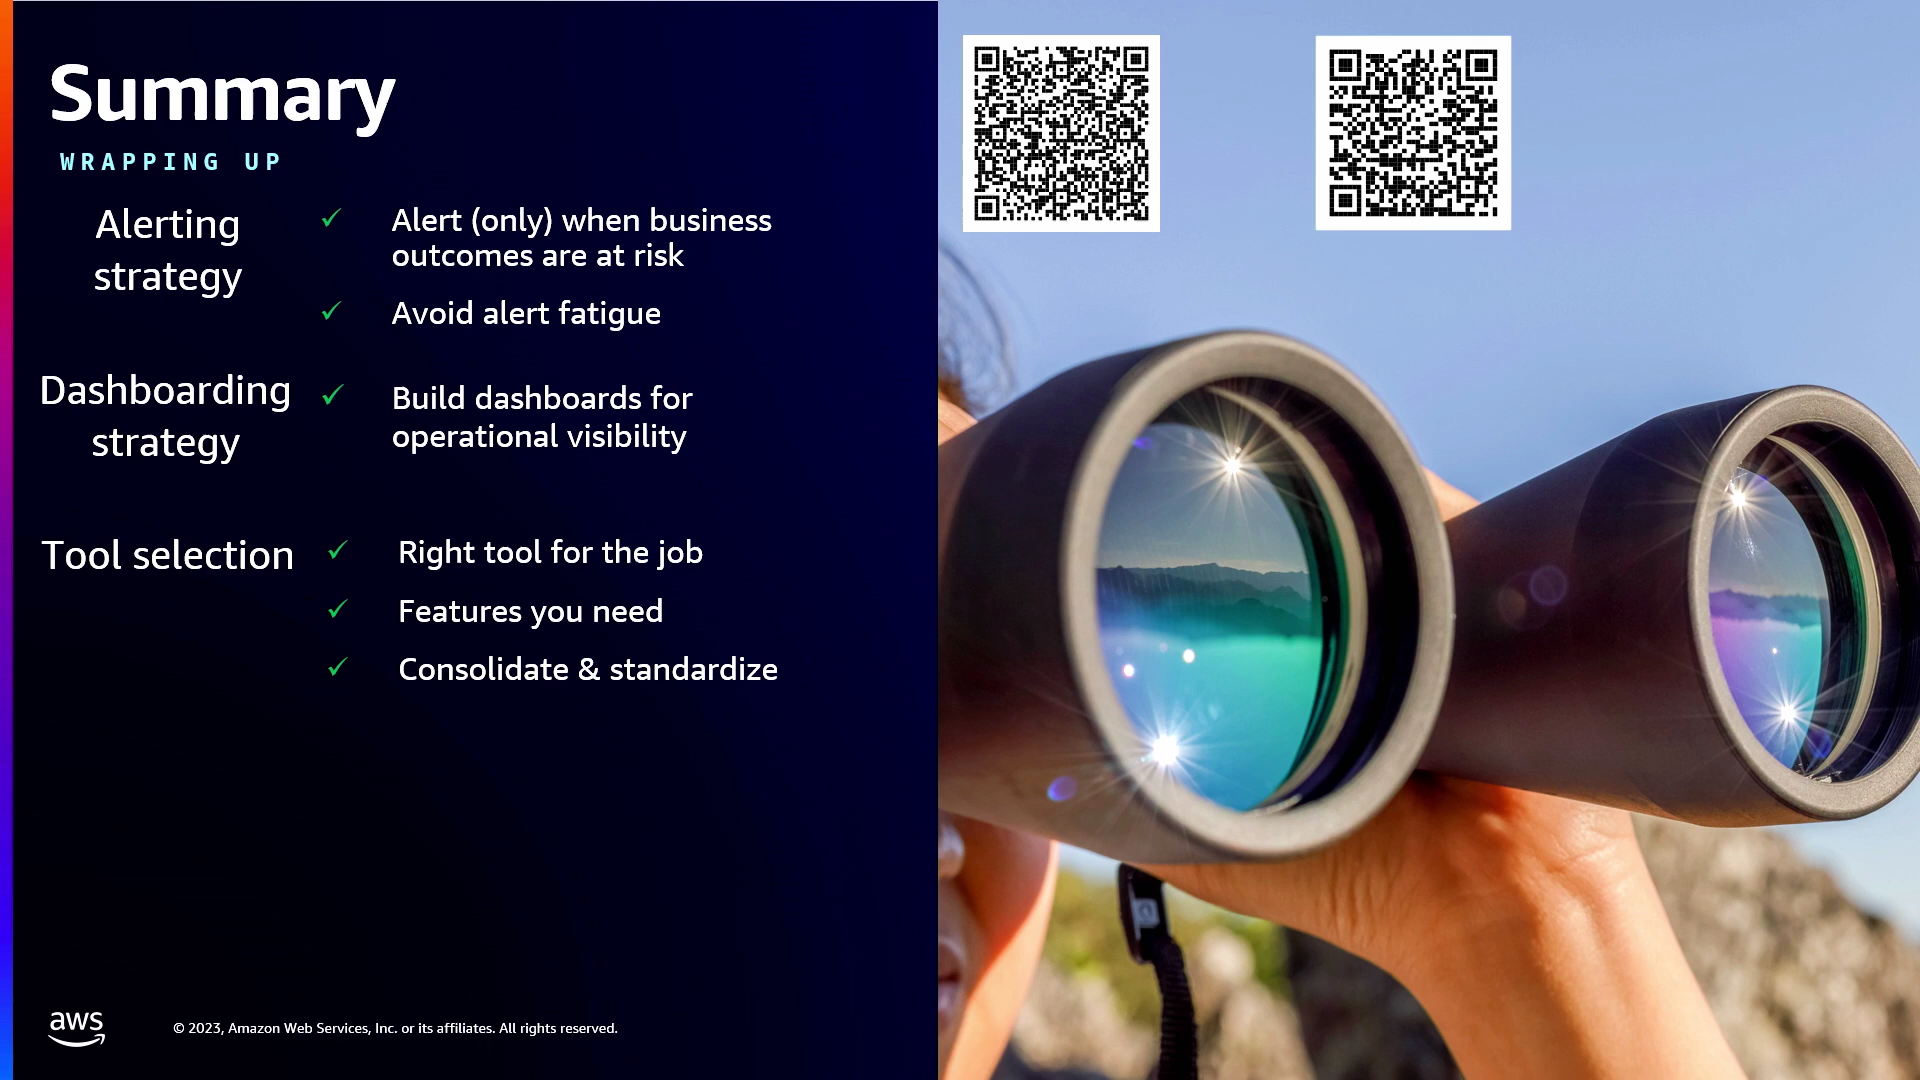 Summary
WRAPPING UP
Alerting
strategy
✓ Alert (only) when business
outcomes are at risk
✓ Avoid alert fatigue
Dashboarding
strategy
✓ Build dashboards for
operational visibility
Tool selection
✓ Right tool for the job
✓ Features you need
✓ Consolidate & standardize
aws
© 2023, Amazon Web Services, Inc. or its affiliates. All rights reserved.